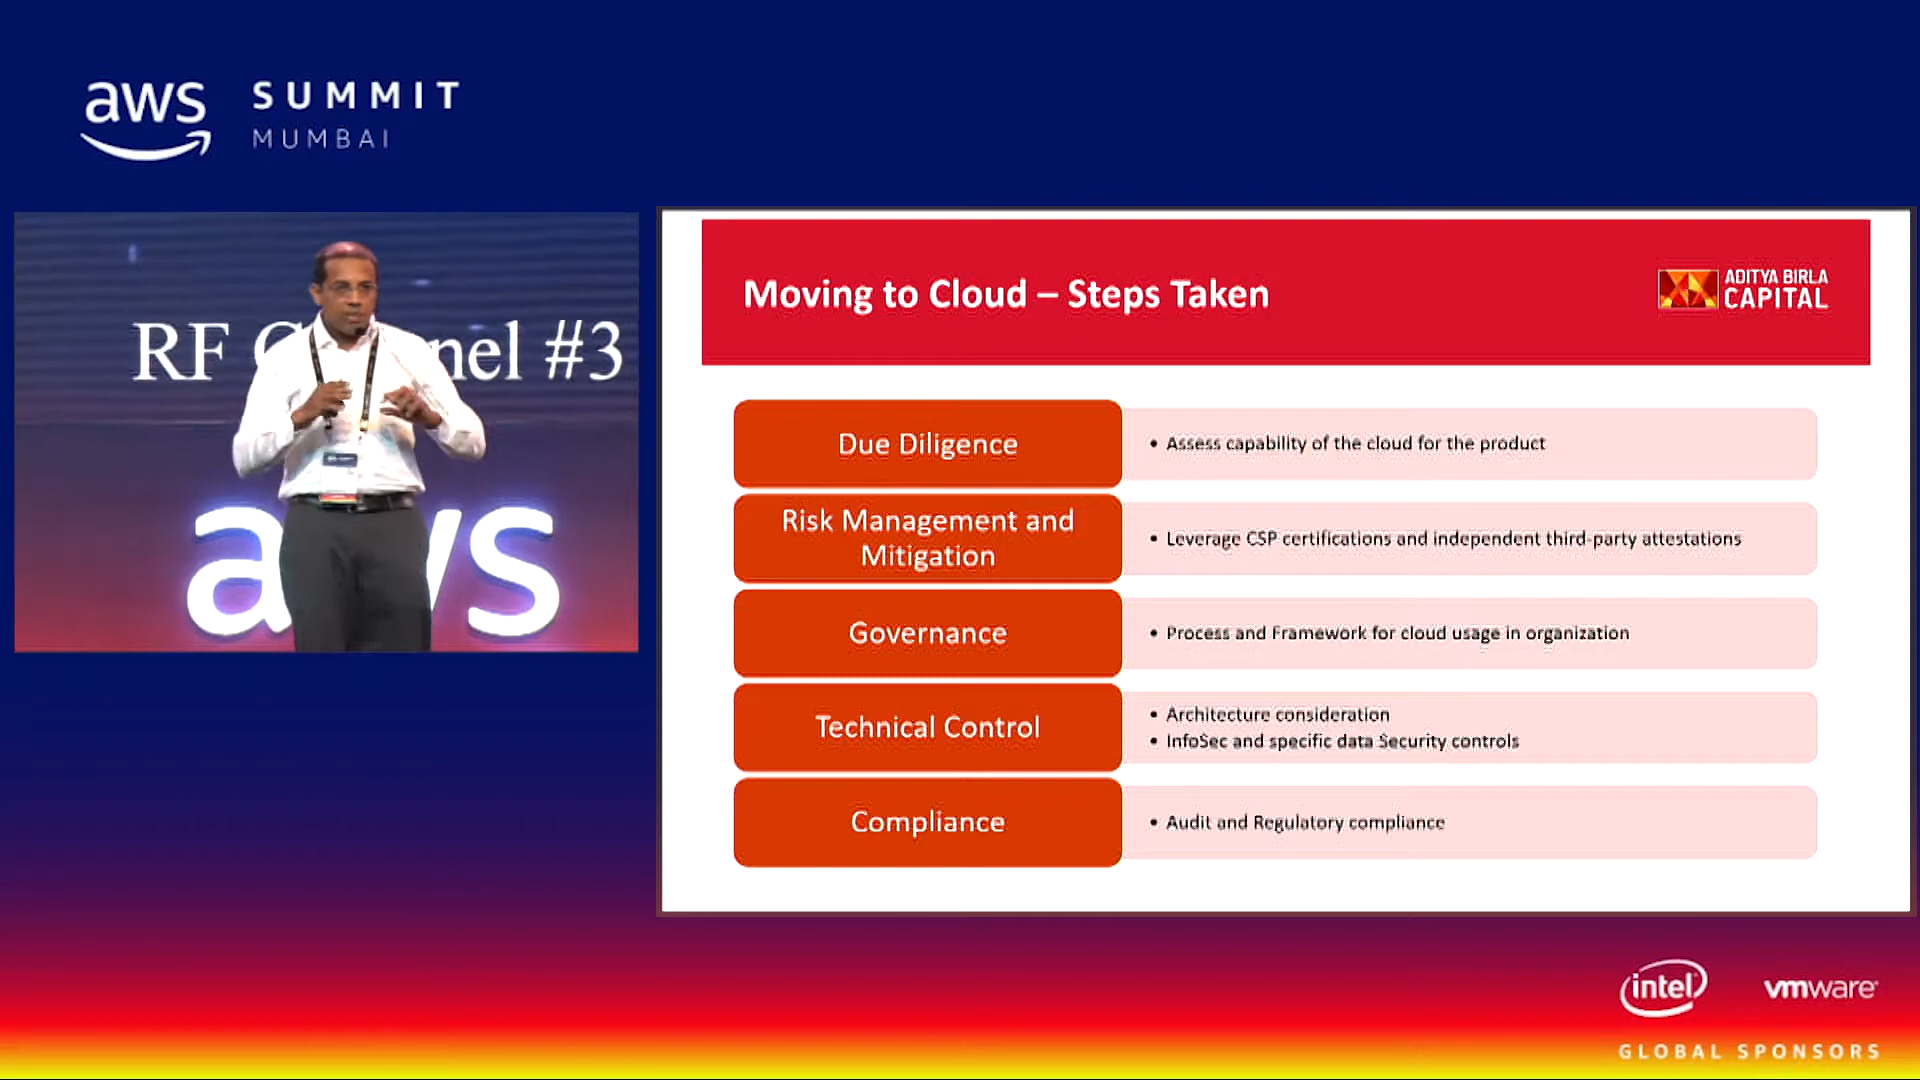 aws
SUMMIT
MUMBAI
RF C nel #3
aws
Moving to Cloud – Steps Taken
ADITYA BIRLA
CAPITAL
Due Diligence
• Assess capability of the cloud for the product
Risk Management and
Mitigation
• Leverage CSP certifications and independent third-party attestations
Governance
• Process and Framework for cloud usage in organization
Technical Control
• Architecture consideration
• InfoSec and specific data Security controls
Compliance
• Audit and Regulatory compliance
intel
vmware
GLOBAL SPONSORS